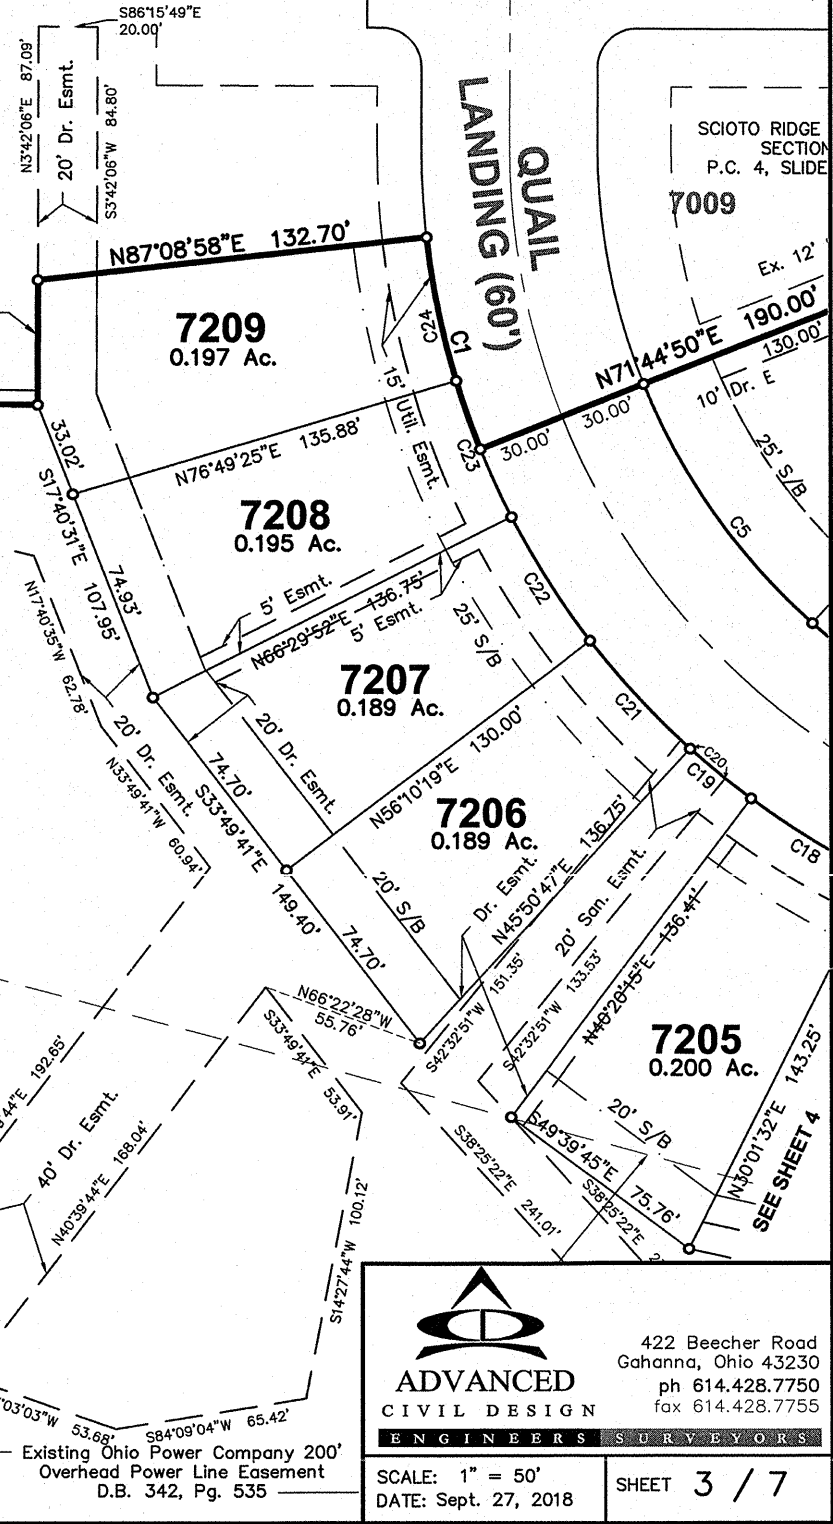 S86°15'49"E
20.00'
N3°42'06"E 87.09'
20' Dr. Esmt.
S3°42'06"W 84.80'
QUAIL
LANDING (60')
SCIOTO RIDGE
SECTION
P.C. 4, SLIDE
7009
Ex. 12'
N87°08'58"E 132.70'
7209
0.197 Ac.
C24
C1
N71°44'50"E 190.00'
130.00'
10' Dr. E
30.00'
30.00'
25' S/B
C5
15' Util. Esmt.
33.02'
N76°49'25"E 135.88'
C23
S17°40'31"E 107.95'
74.93'
7208
0.195 Ac.
5' Esmt.
N66°29'52"E 136.75'
5' Esmt.
25' S/B
C22
N17°40'35"W 62.78'
7207
0.189 Ac.
20' Dr. Esmt.
20' Dr. Esmt.
N33°49'41"W 60.94'
74.70'
S33°49'41"E 149.40'
N56°10'19"E 130.00'
C21
C20
C19
C18
7206
0.189 Ac.
20' S/B
74.70'
Dr. Esmt.
N45°50'47"E 136.75'
20' San. Esmt.
S42°32'51"W 151.35'
S42°32'51"W 133.53'
N40°20'15"E 136.41'
N66°22'28"W
55.76'
S33°49'41"E 53.91'
7205
0.200 Ac.
20' S/B
143.25'
N30°01'32"E
SEE SHEET 4
S49°39'45"E 75.76'
S38°25'22"E 241.01'
S38°25'22"E
44"E 192.65'
40' Dr. Esmt.
N40°39'44"E 168.04'
S14°27'44"W 100.12'
°03'03"W 53.68'
S84°09'04"W 65.42'
Existing Ohio Power Company 200'
Overhead Power Line Easement
D.B. 342, Pg. 535
ADVANCED
CIVIL DESIGN
ENGINEERS SURVEYORS
422 Beecher Road
Gahanna, Ohio 43230
ph 614.428.7750
fax 614.428.7755
SCALE: 1" = 50'
DATE: Sept. 27, 2018
SHEET 3 / 7